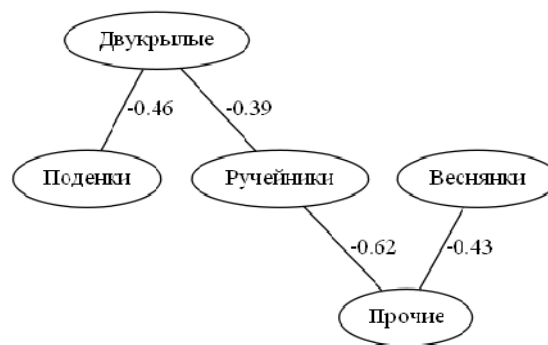 Двукрылые
-0.46
-0.39
Поденки
Ручейники
Веснянки
-0.62
-0.43
Прочие